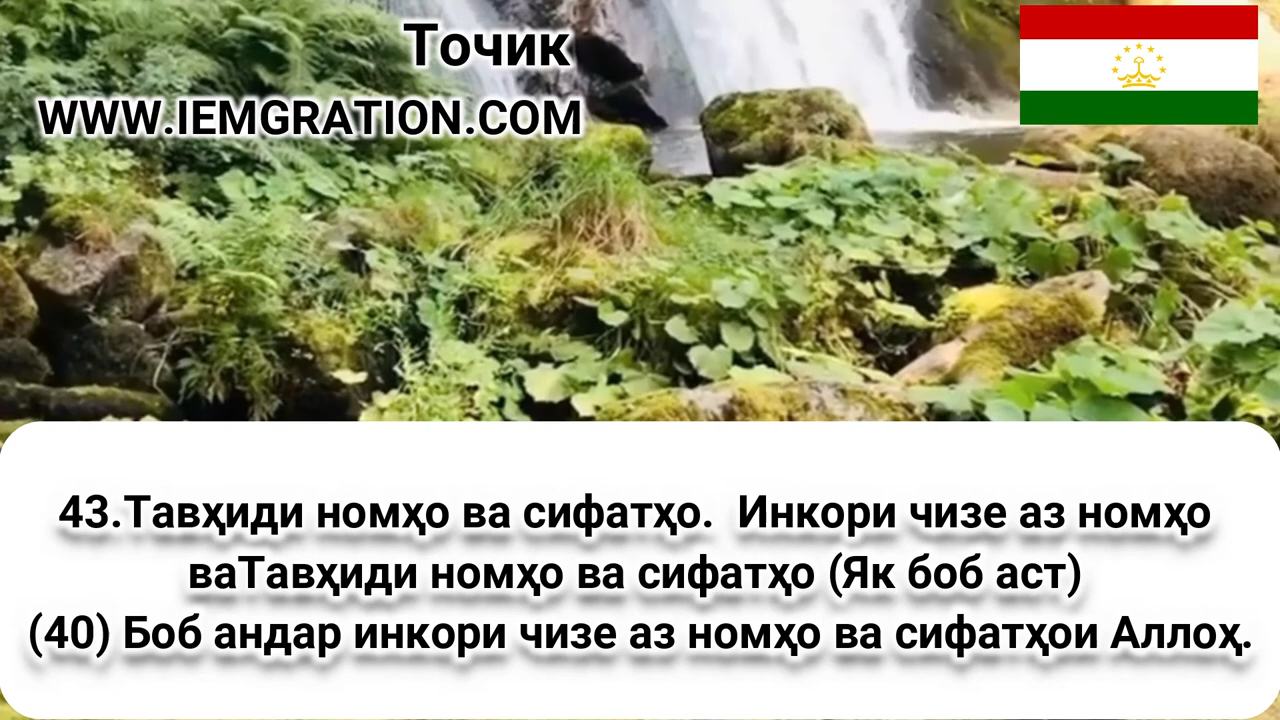 Точик
WWW.IEMGRATION.COM
43.Тавҳиди номҳо ва сифатҳо.  Инкори чизе аз номҳо
ваТавҳиди номҳо ва сифатҳо (Як боб аст)
(40) Боб андар инкори чизе аз номҳо ва сифатҳои Аллоҳ.